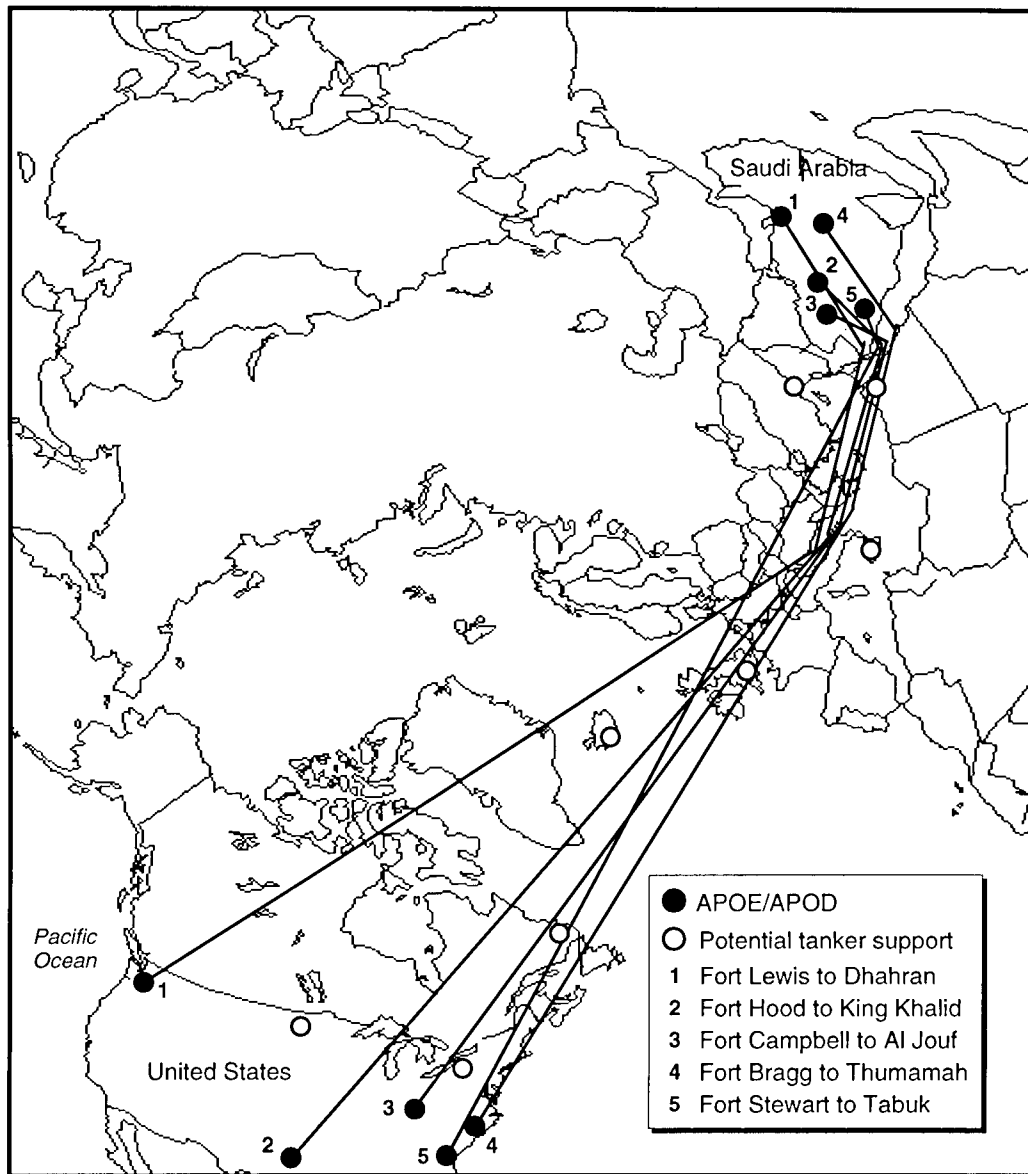 Saudi Arabia
1
4
2
3
5
Pacific
Ocean
1
United States
3
2
5
4
APOE/APOD
Potential tanker support
1 Fort Lewis to Dhahran
2 Fort Hood to King Khalid
3 Fort Campbell to Al Jouf
4 Fort Bragg to Thumamah
5 Fort Stewart to Tabuk